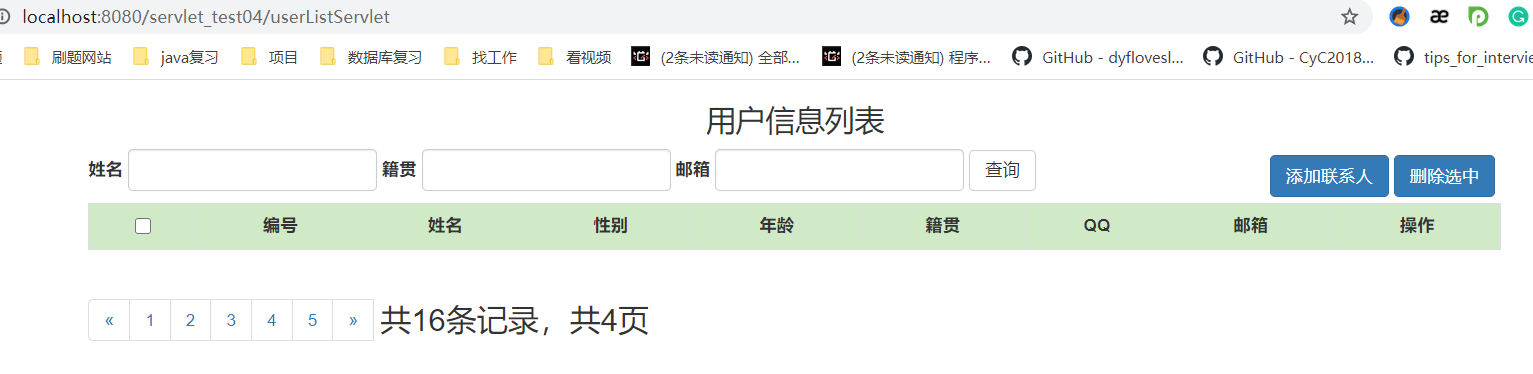 localhost:8080/servlet_test04/userListServlet
刷题网站 java复习 项目 数据库复习 找工作 看视频 (2条未读通知) 全部... (2条未读通知) 程序... GitHub - dyflovesl... GitHub - CyC2018... tips_for_intervie
用户信息列表
姓名 籍贯 邮箱 查询 添加联系人 删除选中
编号 姓名 性别 年龄 籍贯 QQ 邮箱 操作
« 1 2 3 4 5 » 共16条记录，共4页